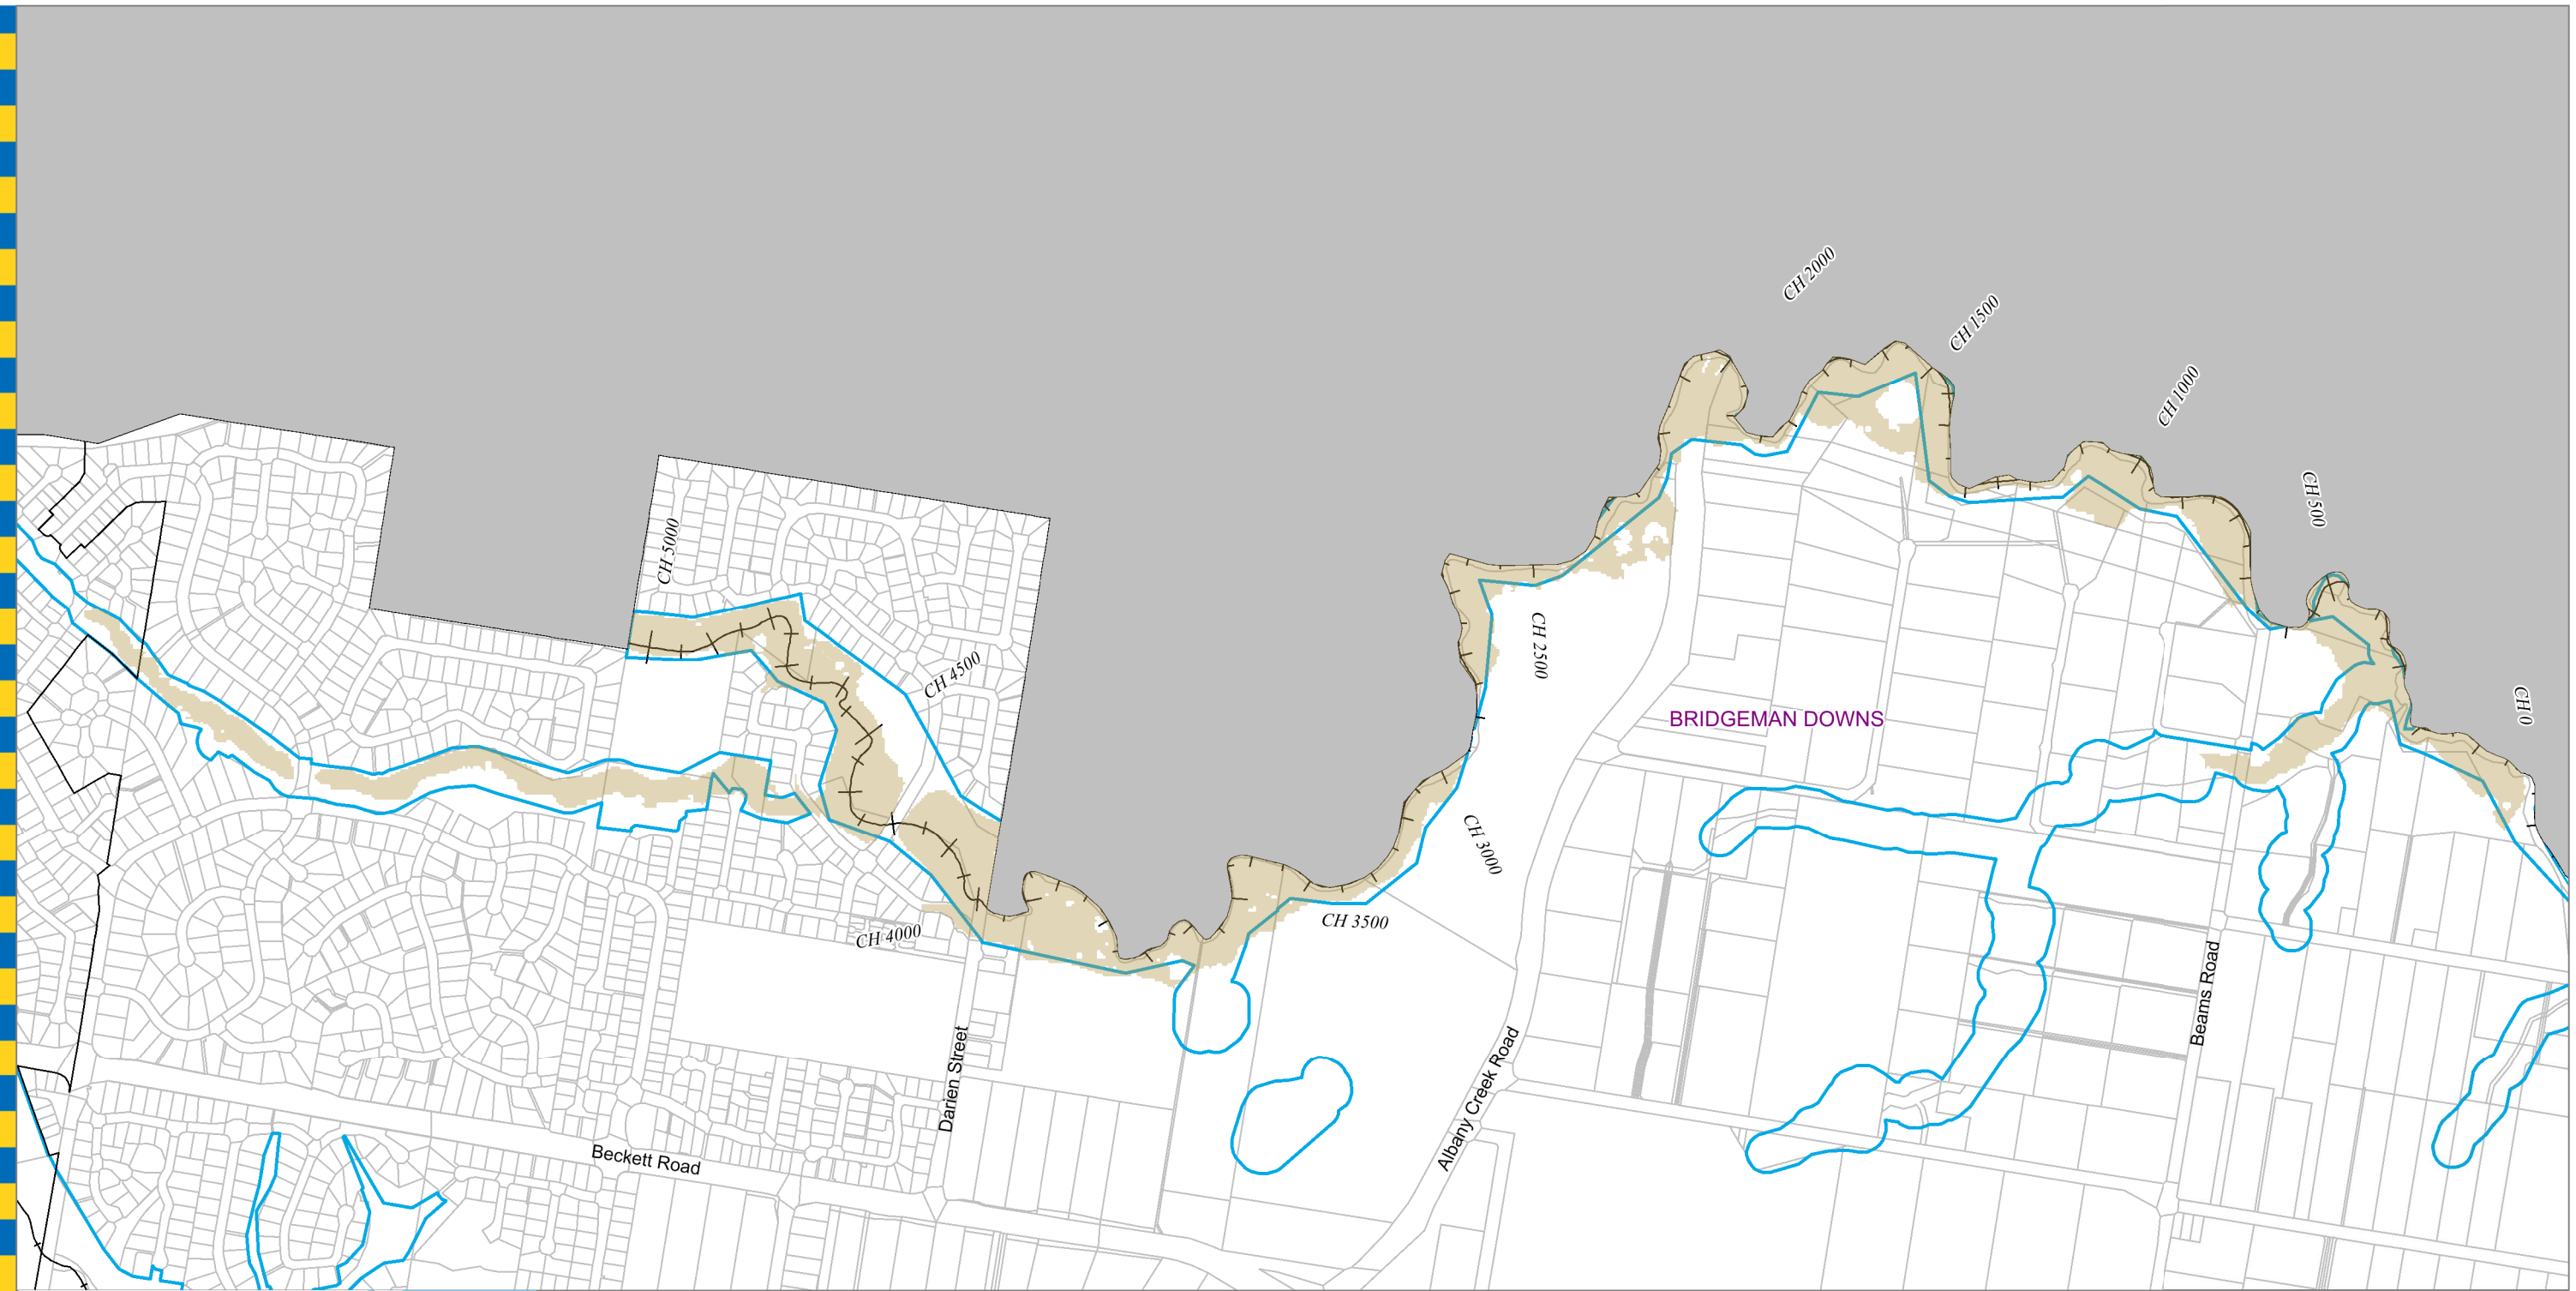 CH 2000
CH 1500
CH 1000
CH 500
CH 5000
CH 4500
CH 2500
CH 0
BRIDGEMAN DOWNS
CH 3000
CH 3500
CH 4000
Beams Road
Darien Street
Albany Creek Road
Beckett Road